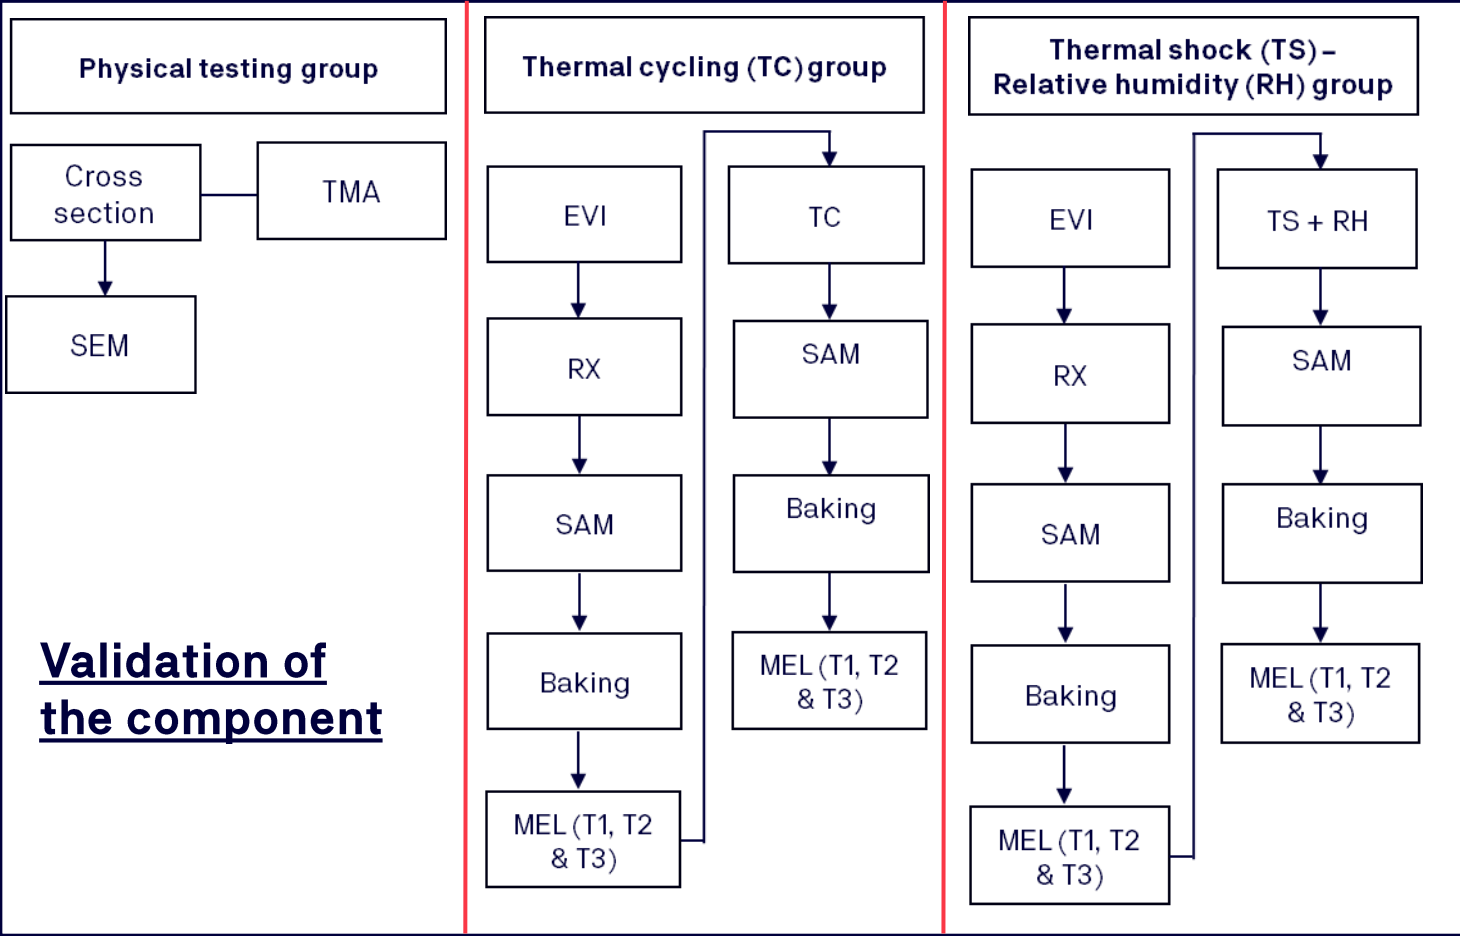 Physical testing group
Cross
section
TMA
SEM
Validation of
the component
Thermal cycling (TC) group
EVI
RX
SAM
Baking
MEL (T1, T2
& T3)
TC
SAM
Baking
MEL (T1, T2
& T3)
Thermal shock (TS) –
Relative humidity (RH) group
EVI
RX
SAM
Baking
MEL (T1, T2
& T3)
TS + RH
SAM
Baking
MEL (T1, T2
& T3)